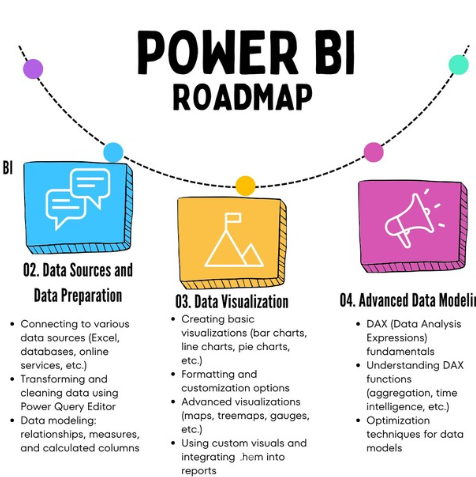 POWER BI
ROADMAP
BI
02. Data Sources and
Data Preparation
• Connecting to various
data sources (Excel,
databases, online
services, etc.)
• Transforming and
cleaning data using
Power Query Editor
• Data modeling:
relationships, measures,
and calculated columns
03. Data Visualization
• Creating basic
visualizations (bar charts,
line charts, pie charts,
etc.)
• Formatting and
customization options
• Advanced visualizations
(maps, treemaps, gauges,
etc.)
• Using custom visuals and
integrating .hem into
reports
04. Advanced Data Modelin
• DAX (Data Analysis
Expressions)
fundamentals
• Understanding DAX
functions
(aggregation, time
intelligence, etc.)
• Optimization
techniques for data
models